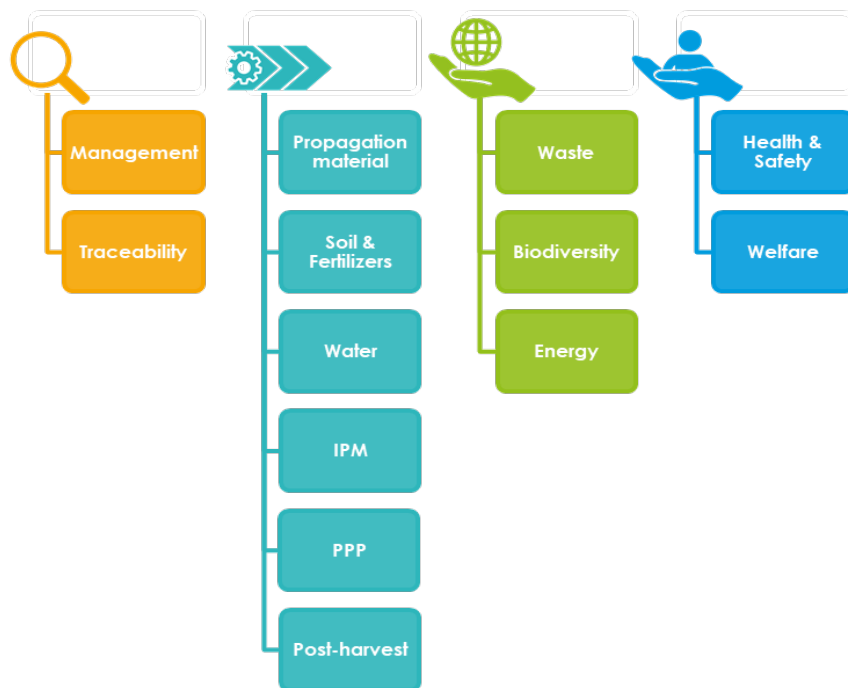 Management
Traceability
Propagation
material
Soil &
Fertilizers
Water
IPM
PPP
Post-harvest
Waste
Biodiversity
Energy
Health &
Safety
Welfare